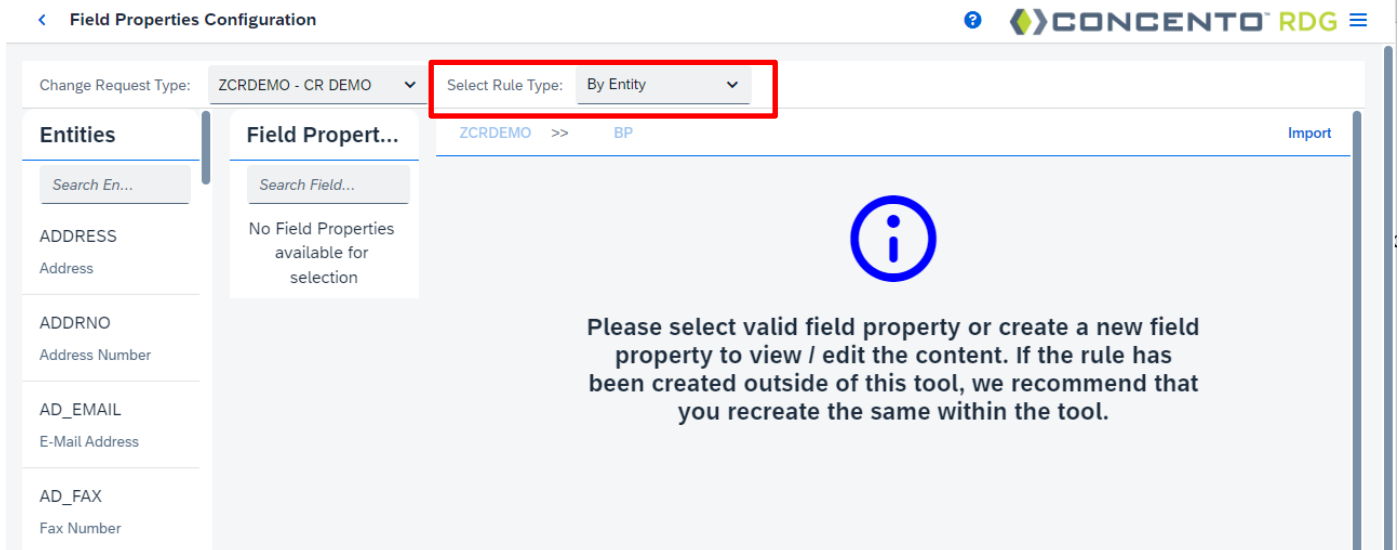 Field Properties Configuration
CONCENTO™ RDG
Change Request Type: ZCRDEMO - CR DEMO Select Rule Type: By Entity
Entities
Search En...
ADDRESS
Address
ADDRNO
Address Number
AD_EMAIL
E-Mail Address
AD_FAX
Fax Number
Field Propert...
Search Field...
No Field Properties
available for
selection
ZCRDEMO >> BP Import
Please select valid field property or create a new field
property to view / edit the content. If the rule has
been created outside of this tool, we recommend that
you recreate the same within the tool.